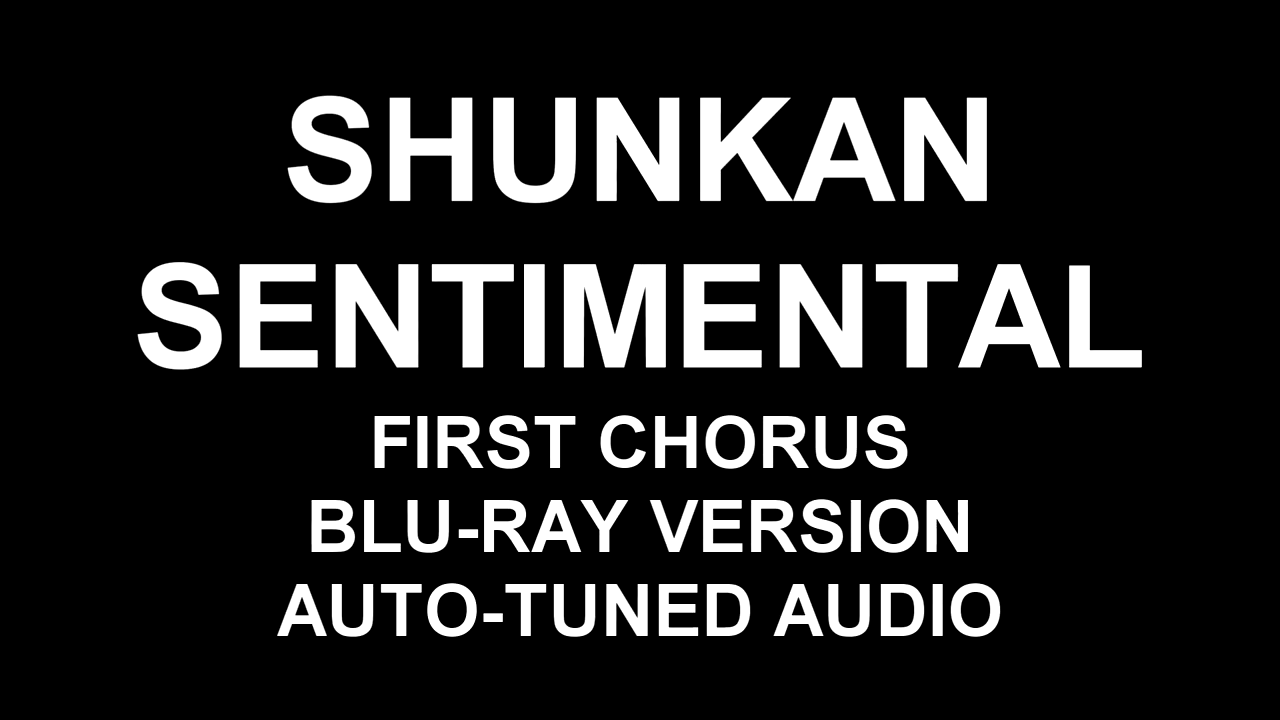 SHUNKAN
SENTIMENTAL
FIRST CHORUS
BLU-RAY VERSION
AUTO-TUNED AUDIO